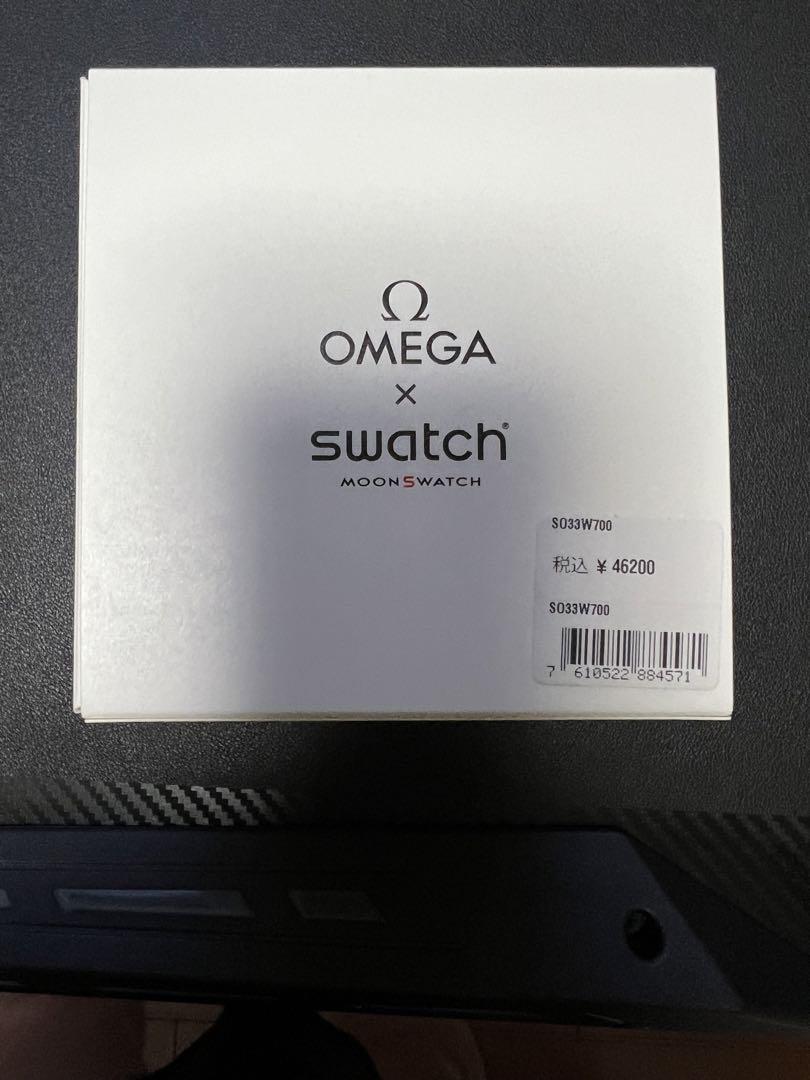 Ω
OMEGA
×
swatch®
MOONSWATCH
SO33W700
税込 ¥ 46200
SO33W700
7 610522 884571